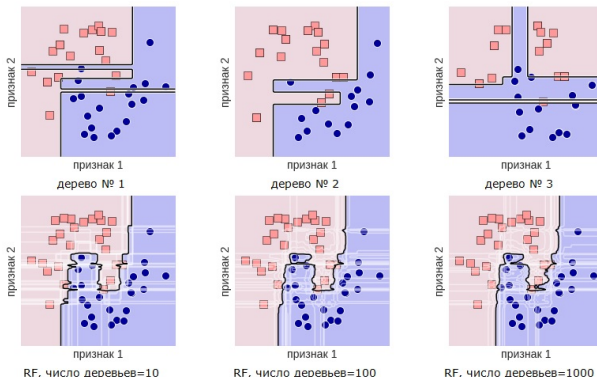 признак 2
признак 2
признак 2
признак 1
признак 1
признак 1
дерево № 1
дерево № 2
дерево № 3
признак 2
признак 2
признак 2
признак 1
признак 1
признак 1
RF, число деревьев=10
RF, число деревьев=100
RF, число деревьев=1000